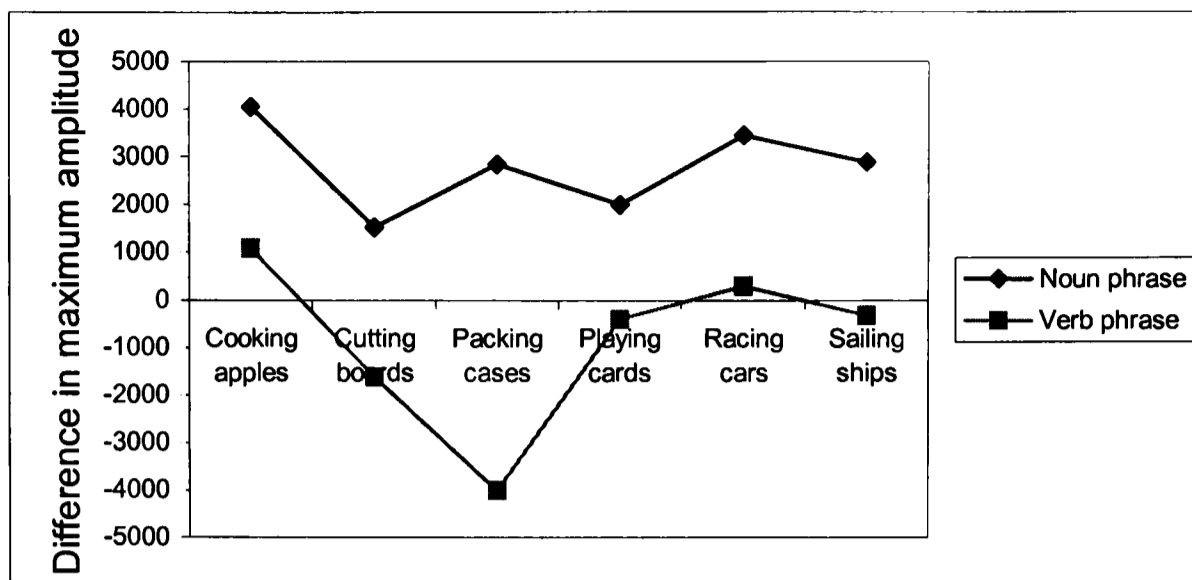 Difference in maximum amplitude
5000
4000
3000
2000
1000
0
-1000
-2000
-3000
-4000
-5000
Cooking apples
Cutting boards
Packing cases
Playing cards
Racing cars
Sailing ships
Noun phrase
Verb phrase